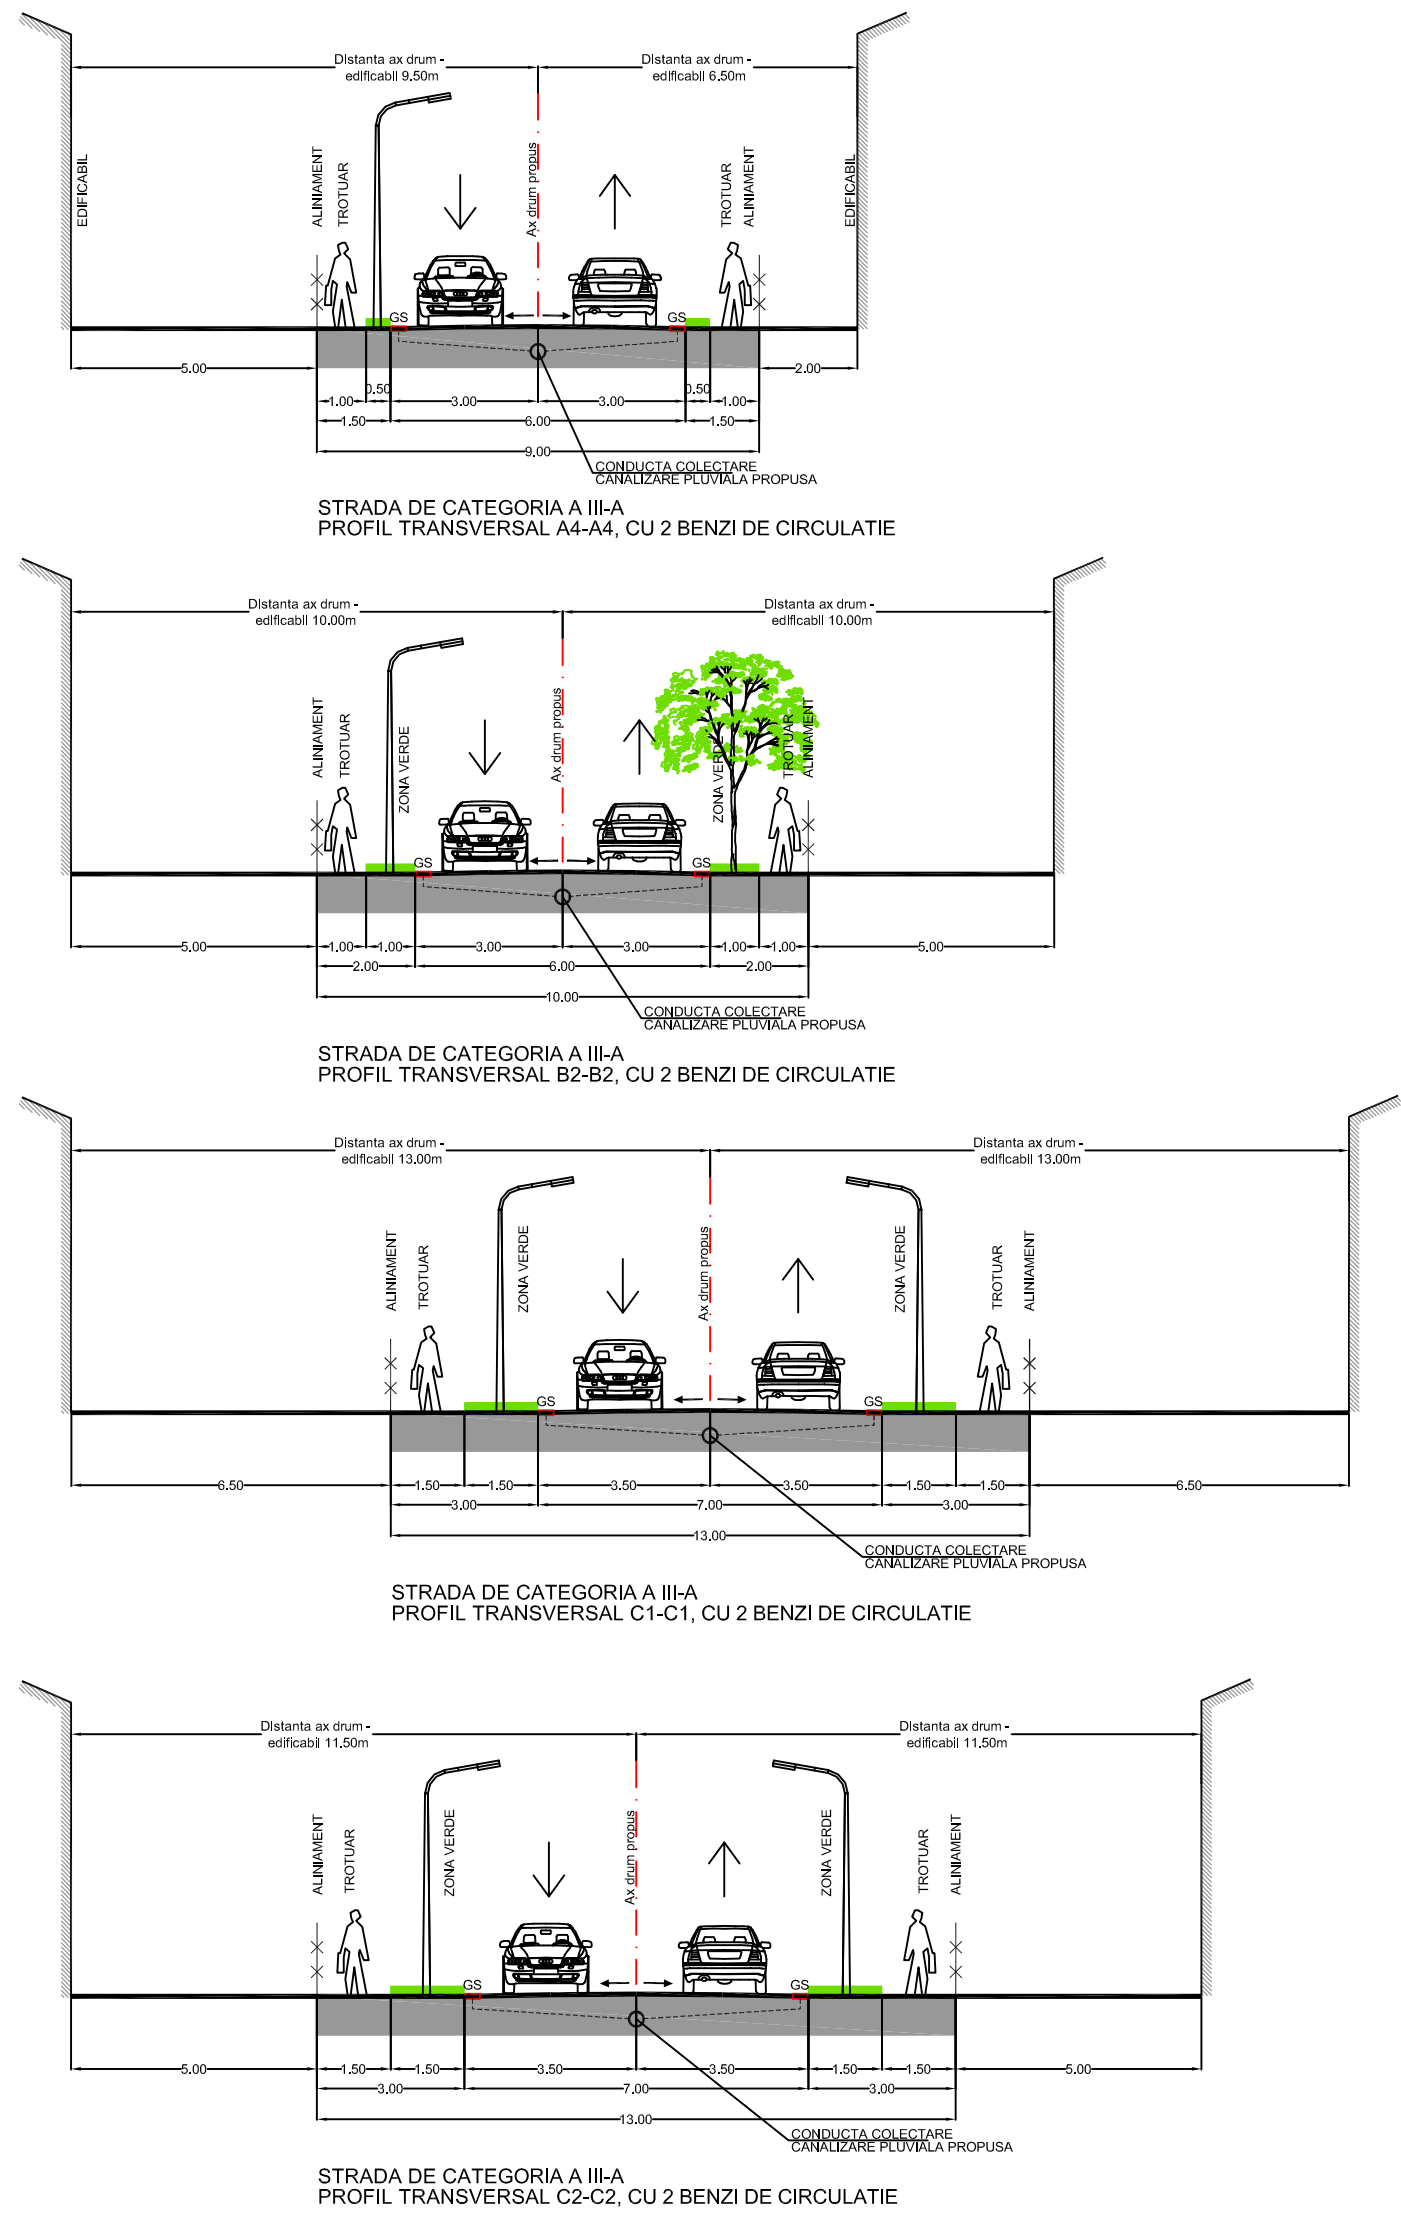 Distanta ax drum -
edificabil 9.50m
Distanta ax drum -
edificabil 6.50m
EDIFICABIL
ALINIAMENT
TROTUAR
Ax drum propus
TROTUAR
ALINIAMENT
EDIFICABIL
GS
GS
5.00
2.00
1.00
0.50
3.00
3.00
0.50
1.00
1.50
6.00
1.50
9.00
CONDUCTA COLECTARE
CANALIZARE PLUVIALA PROPUSA
STRADA DE CATEGORIA A III-A
PROFIL TRANSVERSAL A4-A4, CU 2 BENZI DE CIRCULATIE
Distanta ax drum -
edificabil 10.00m
Distanta ax drum -
edificabil 10.00m
ALINIAMENT
TROTUAR
ZONA VERDE
Ax drum propus
ZONA VERDE
TROTUAR
ALINIAMENT
GS
GS
5.00
1.00
1.00
3.00
3.00
1.00
1.00
5.00
2.00
6.00
2.00
10.00
CONDUCTA COLECTARE
CANALIZARE PLUVIALA PROPUSA
STRADA DE CATEGORIA A III-A
PROFIL TRANSVERSAL B2-B2, CU 2 BENZI DE CIRCULATIE
Distanta ax drum -
edificabil 13.00m
Distanta ax drum -
edificabil 13.00m
ALINIAMENT
TROTUAR
ZONA VERDE
Ax drum propus
ZONA VERDE
TROTUAR
ALINIAMENT
GS
GS
6.50
1.50
1.50
3.50
3.50
1.50
1.50
6.50
3.00
7.00
3.00
13.00
CONDUCTA COLECTARE
CANALIZARE PLUVIALA PROPUSA
STRADA DE CATEGORIA A III-A
PROFIL TRANSVERSAL C1-C1, CU 2 BENZI DE CIRCULATIE
Distanta ax drum -
edificabil 11.50m
Distanta ax drum -
edificabil 11.50m
ALINIAMENT
TROTUAR
ZONA VERDE
Ax drum propus
ZONA VERDE
TROTUAR
ALINIAMENT
GS
GS
5.00
1.50
1.50
3.50
3.50
1.50
1.50
5.00
3.00
7.00
3.00
13.00
CONDUCTA COLECTARE
CANALIZARE PLUVIALA PROPUSA
STRADA DE CATEGORIA A III-A
PROFIL TRANSVERSAL C2-C2, CU 2 BENZI DE CIRCULATIE